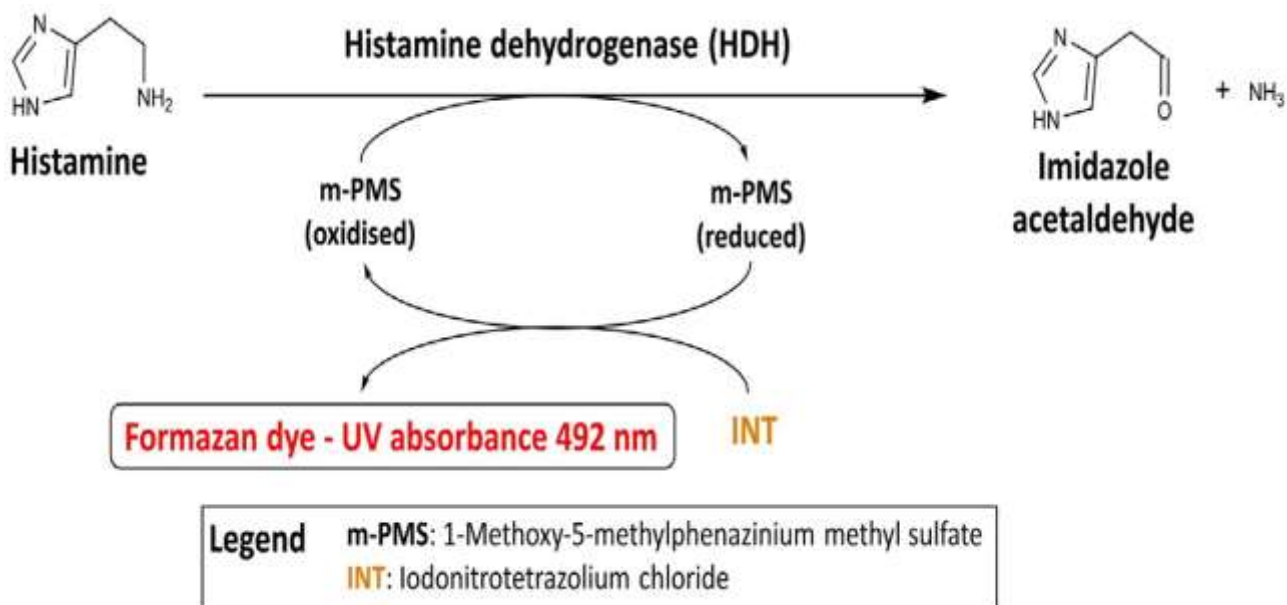 Histamine dehydrogenase (HDH)
N
HN
NH₂
Histamine
N
HN
O
+ NH₃
Imidazole
acetaldehyde
m-PMS
(oxidised)
m-PMS
(reduced)
Formazan dye - UV absorbance 492 nm
INT
Legend
m-PMS: 1-Methoxy-5-methylphenazinium methyl sulfate
INT: Iodonitrotetrazolium chloride